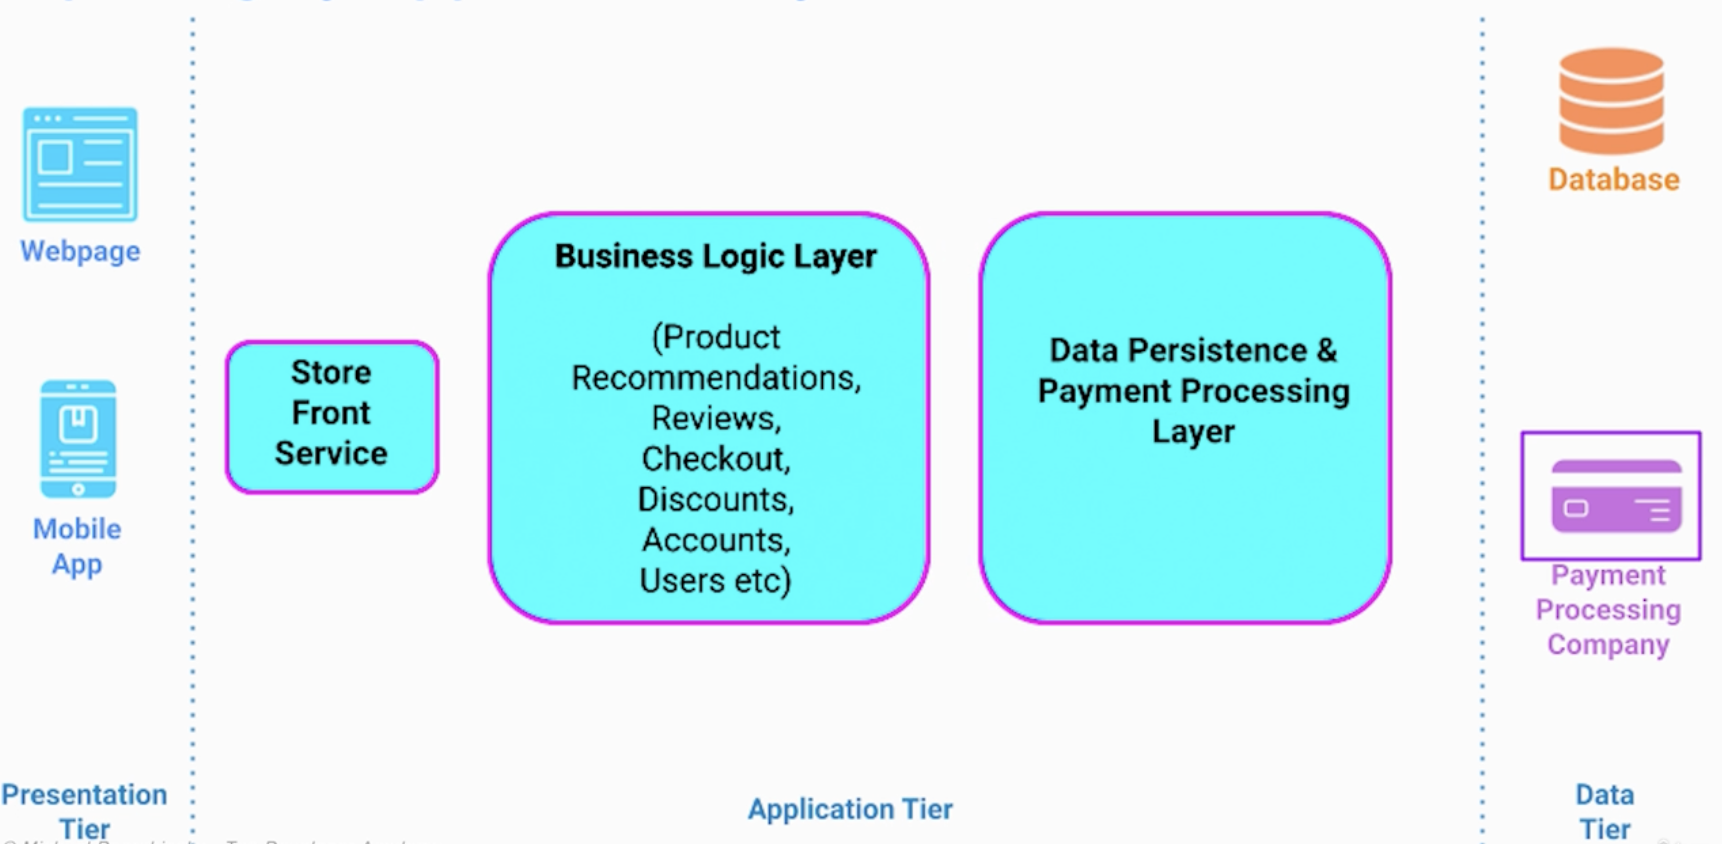 Webpage
Mobile
App
Presentation
Tier
Store
Front
Service
Business Logic Layer
(Product
Recommendations,
Reviews,
Checkout,
Discounts,
Accounts,
Users etc)
Data Persistence &
Payment Processing
Layer
Application Tier
Database
Payment
Processing
Company
Data
Tier